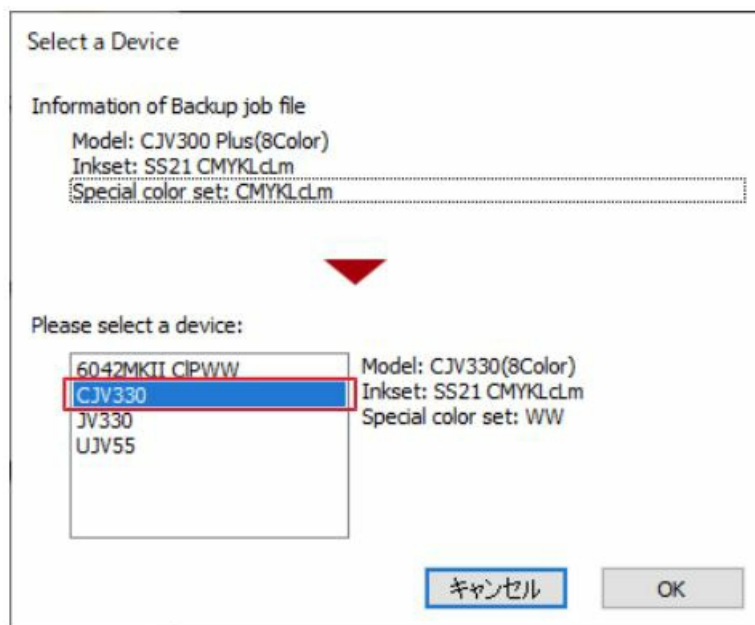 Select a Device
Information of Backup job file
Model: CJV300 Plus(8Color)
Inkset: SS21 CMYKLcLm
Special color set: CMYKLcLm
Please select a device:
6042MKII ClPWW
CJV330
JV330
UJV55
Model: CJV330(8Color)
Inkset: SS21 CMYKLcLm
Special color set: WW
キャンセル
OK